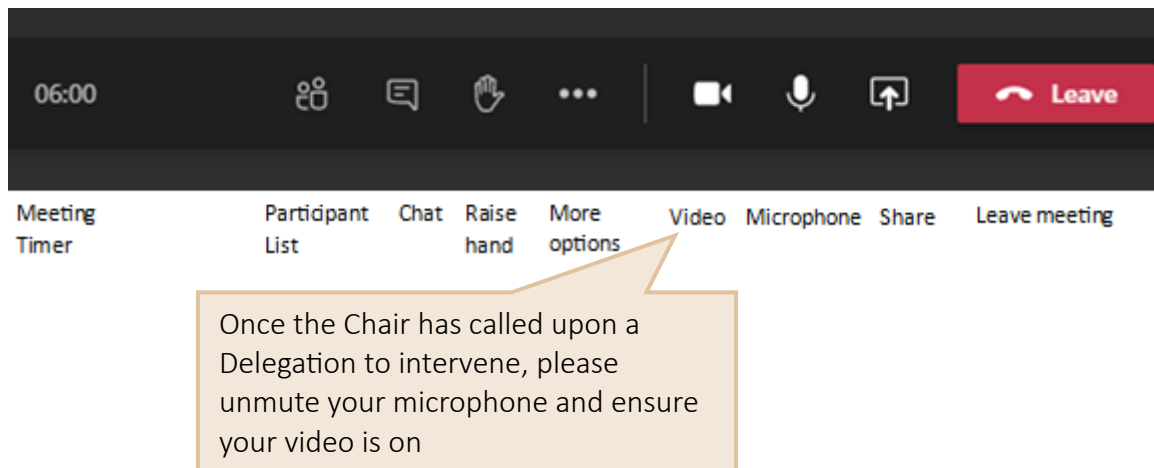 06:00
Leave
Meeting Timer
Participant List
Chat
Raise hand
More options
Video
Microphone
Share
Leave meeting
Once the Chair has called upon a
Delegation to intervene, please
unmute your microphone and ensure
your video is on